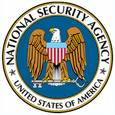 NATIONAL SECURITY AGENCY
UNITED STATES OF AMERICA